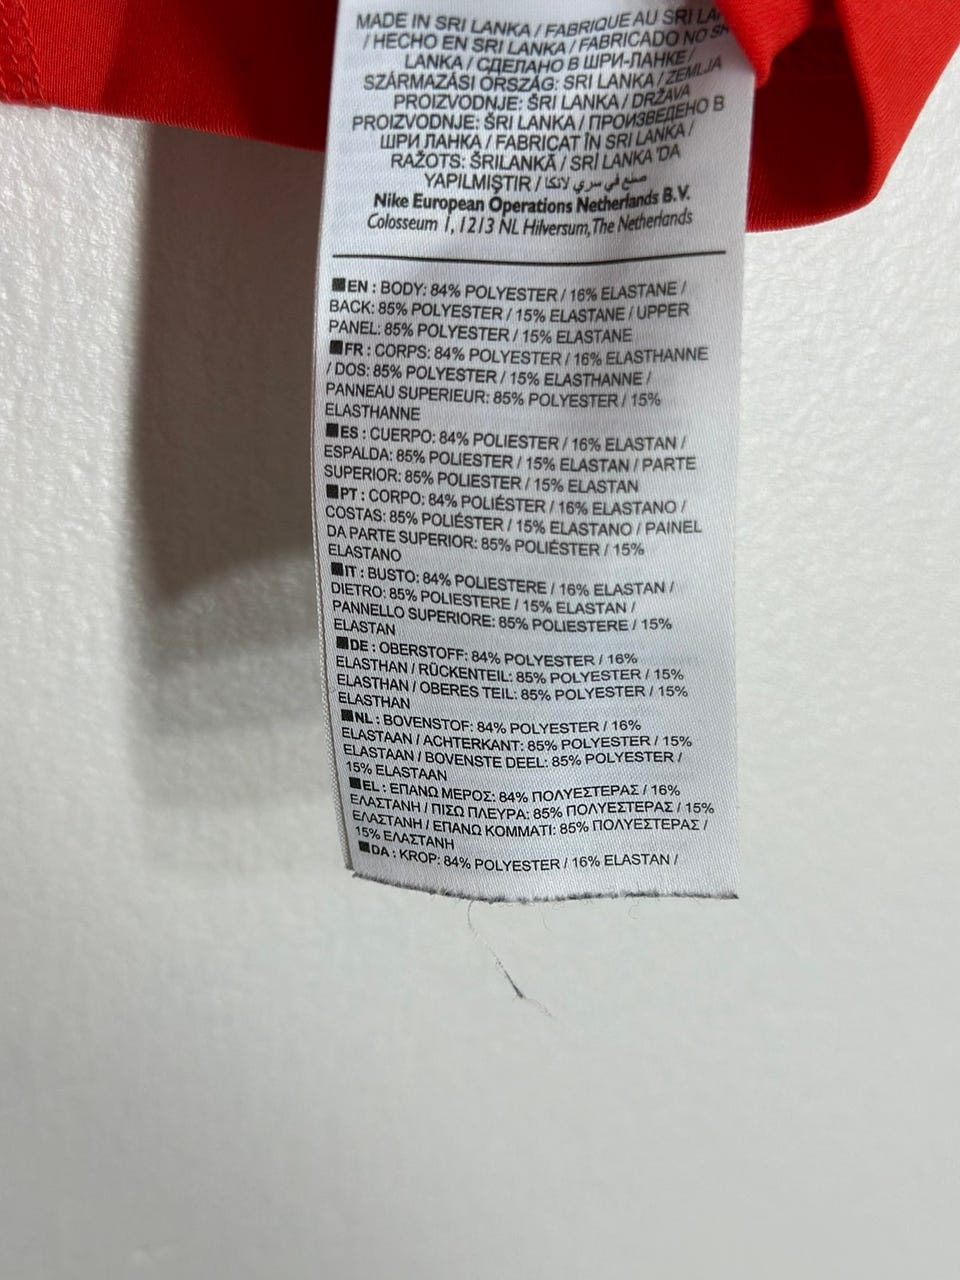 MADE IN SRI LANKA / FABRIQUE AU SRI LAN
/ HECHO EN SRI LANKA / FABRICADO NO SR
LANKA / СДЕЛАНО В ШРИ-ЛАНКЕ /
SZÁRMAZÁSI ORSZÁG: SRI LANKA / ZEMLJA
PROIZVODNJE: ŠRI LANKA / DRŽAVA
PROIZVODNJE: ŠRI LANKA / ПРОИЗВЕДЕНО В
ШРИ ЛАНКА / FABRICAT ÎN SRI LANKA /
RAŽOTS: ŠRILANKĀ / SRİ LANKA 'DA
YAPILMIŞTIR / صنع في سري لانكا
Nike European Operations Netherlands B.V.
Colosseum 1, 1213 NL Hilversum, The Netherlands
■EN : BODY: 84% POLYESTER / 16% ELASTANE /
BACK: 85% POLYESTER / 15% ELASTANE / UPPER
PANEL: 85% POLYESTER / 15% ELASTANE
■FR : CORPS: 84% POLYESTER / 16% ELASTHANNE
/ DOS: 85% POLYESTER / 15% ELASTHANNE /
PANNEAU SUPERIEUR: 85% POLYESTER / 15%
ELASTHANNE
■ES : CUERPO: 84% POLIESTER / 16% ELASTAN /
ESPALDA: 85% POLIESTER / 15% ELASTAN / PARTE
SUPERIOR: 85% POLIESTER / 15% ELASTAN
■PT : CORPO: 84% POLIÉSTER / 16% ELASTANO /
COSTAS: 85% POLIÉSTER / 15% ELASTANO / PAINEL
DA PARTE SUPERIOR: 85% POLIÉSTER / 15%
ELASTANO
■IT : BUSTO: 84% POLIESTERE / 16% ELASTAN /
DIETRO: 85% POLIESTERE / 15% ELASTAN /
PANNELLO SUPERIORE: 85% POLIESTERE / 15%
ELASTAN
■DE : OBERSTOFF: 84% POLYESTER / 16%
ELASTHAN / RÜCKENTEIL: 85% POLYESTER / 15%
ELASTHAN / OBERES TEIL: 85% POLYESTER / 15%
ELASTHAN
■NL : BOVENSTOF: 84% POLYESTER / 16%
ELASTAAN / ACHTERKANT: 85% POLYESTER / 15%
ELASTAAN / BOVENSTE DEEL: 85% POLYESTER /
15% ELASTAAN
■EL : ΕΠΑΝΩ ΜΕΡΟΣ: 84% ΠΟΛΥΕΣΤΕΡΑΣ / 16%
ΕΛΑΣΤΑΝΗ / ΠΙΣΩ ΠΛΕΥΡΑ: 85% ΠΟΛΥΕΣΤΕΡΑΣ / 15%
ΕΛΑΣΤΑΝΗ / ΕΠΑΝΩ ΚΟΜΜΑΤΙ: 85% ΠΟΛΥΕΣΤΕΡΑΣ /
15% ΕΛΑΣΤΑΝΗ
■DA : KROP: 84% POLYESTER / 16% ELASTAN /